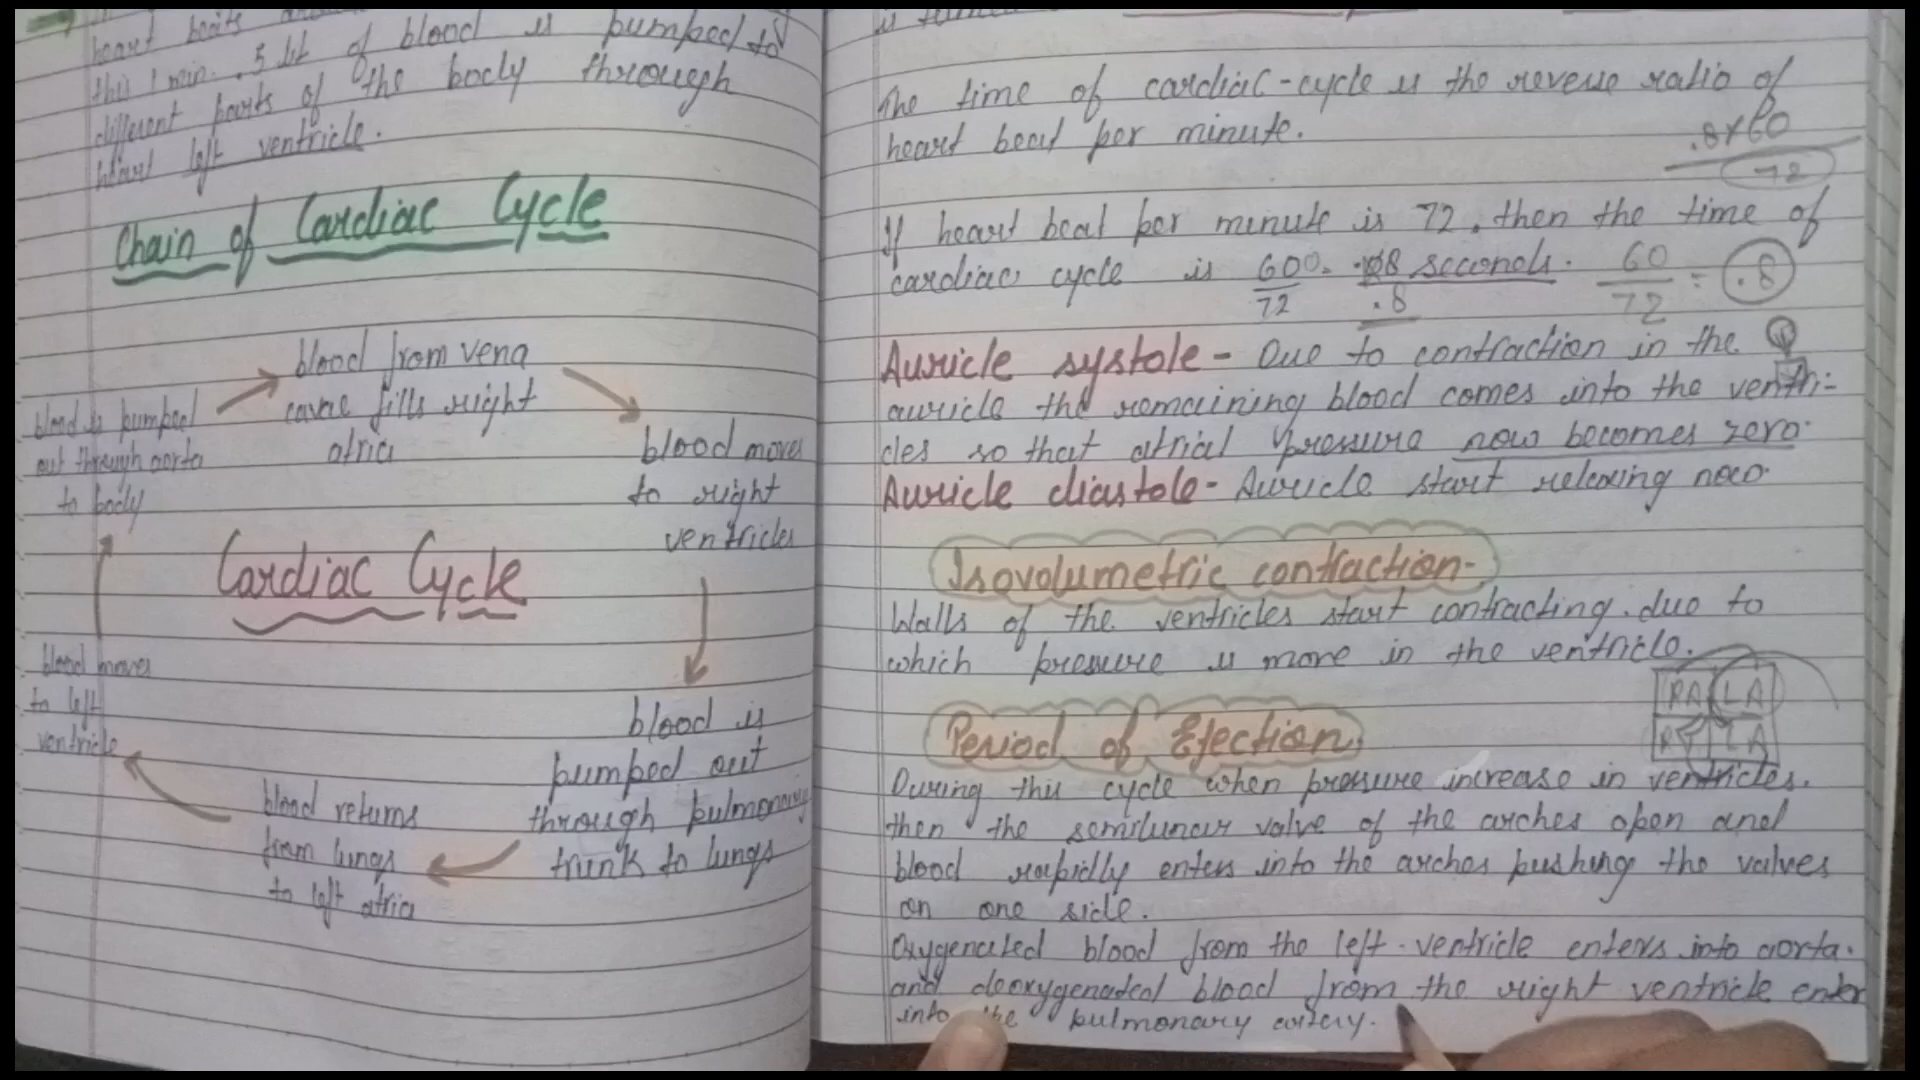 heart beats
this 1 min. .5 lit of blood is pumped to
different parts of the body through
heart left ventricle.
Chain of Cardiac Cycle
blood from vena
cavae fills right
atria
blood moves
to right
ventricles
blood is
pumped out
through pulmonary
trunk to lungs
blood returns
from lungs
to left atria
blood moves
to left
ventricle
blood is pumped
out through aorta
to body
Cardiac Cycle
The time of cardiac-cycle is the reverse ratio of
heart beat per minute.
.8×60
72
If heart beat per minute is 72. then the time of
cardiac cycle is 600 seconds. 60 = .8
72 .8 72
Auricle systole - Due to contraction in the
auricle the remaining blood comes into the ventri-
cles so that atrial pressure now becomes zero.
Auricle diastole - Auricle start relaxing now.
Isovolumetric contraction-
Walls of the ventricles start contracting. due to
which pressure is more in the ventricle.
RA LA
RV LA
Period of Ejection
During this cycle when pressure increase in ventricles.
then the semilunar valve of the arches open and
blood rapidly enters into the arches pushing the valves
on one side.
Oxygenated blood from the left-ventricle enters into aorta.
and deoxygenated blood from the right ventricle enter
into the pulmonary artery.